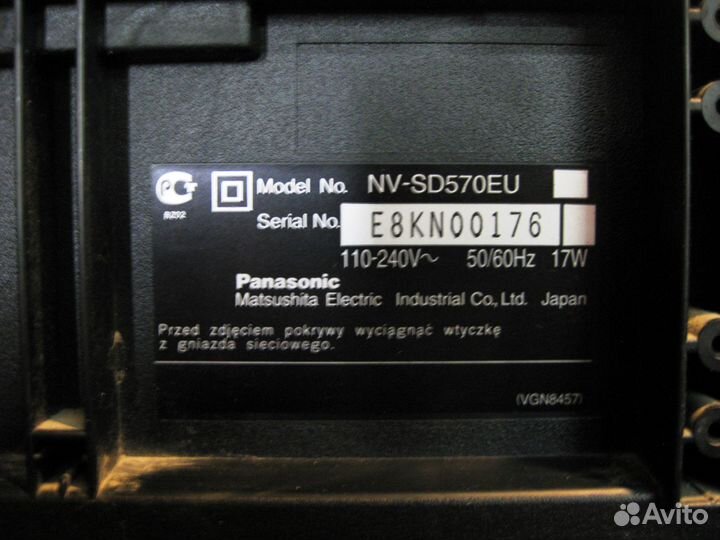 Model No. NV-SD570EU
Serial No. E8KN00176
110-240V~ 50/60Hz 17W
Panasonic
Matsushita Electric Industrial Co., Ltd. Japan
Przed zdjęciem pokrywy wyciągnąć wtyczkę
z gniazda sieciowego.
(VGN8457)
Avito